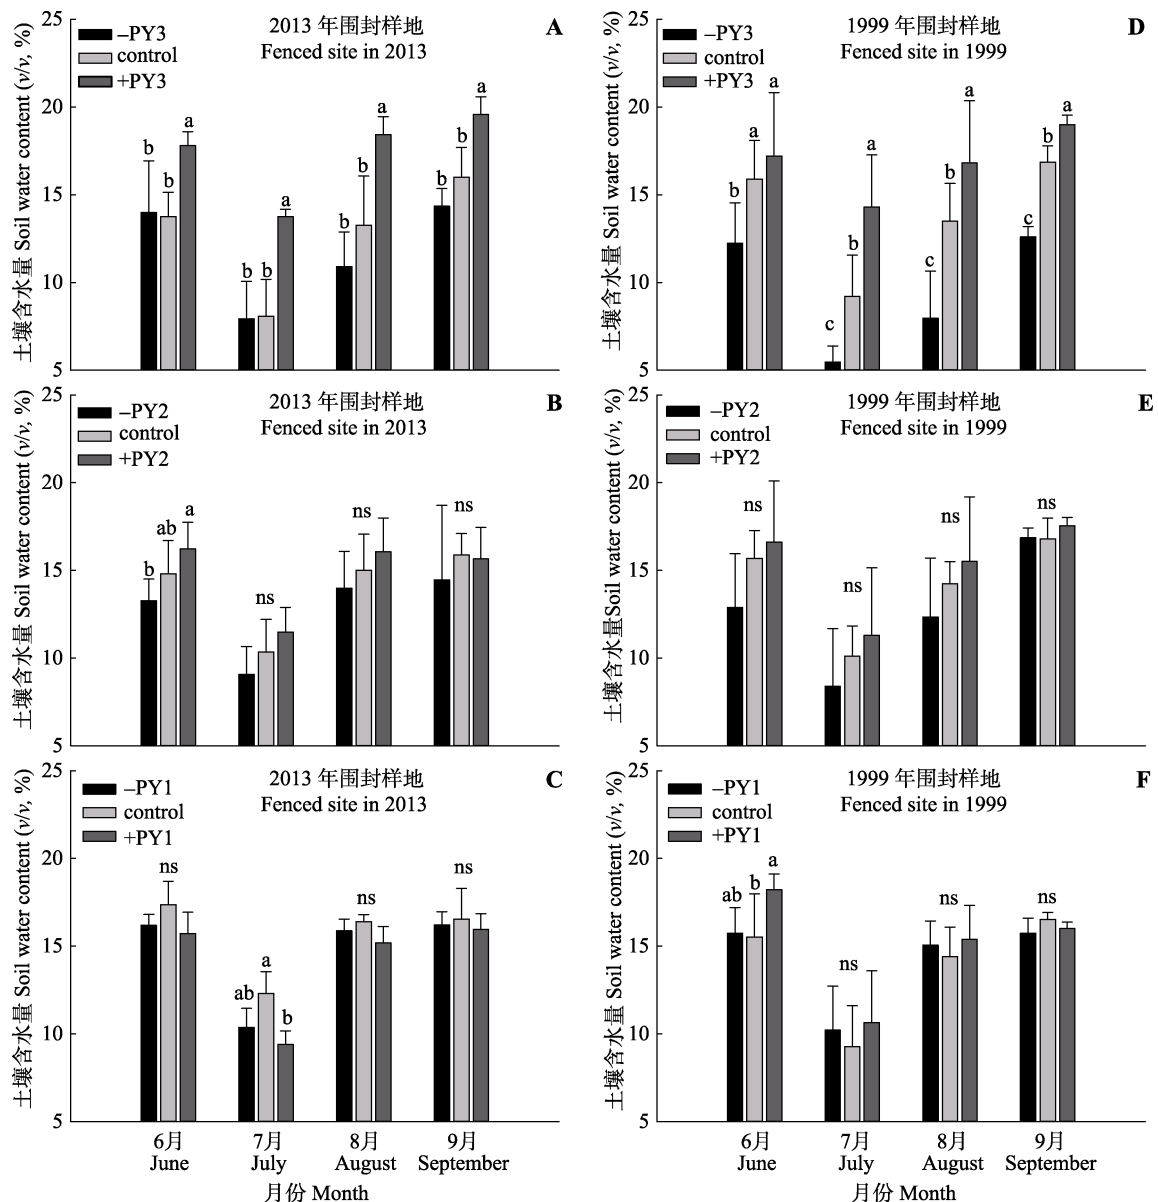 土壤含水量 Soil water content (v/v, %)
25
20
15
10
5
–PY3
control
+PY3
2013 年围封样地
Fenced site in 2013
A
b
b
a
b
b
a
b
b
a
b
b
a
土壤含水量 Soil water content (v/v, %)
25
20
15
10
5
–PY3
control
+PY3
1999 年围封样地
Fenced site in 1999
D
b
a
a
c
b
a
c
b
a
c
b
a
土壤含水量 Soil water content (v/v, %)
25
20
15
10
5
–PY2
control
+PY2
2013 年围封样地
Fenced site in 2013
B
b
ab
a
ns
ns
ns
土壤含水量Soil water content (v/v, %)
25
20
15
10
5
–PY2
control
+PY2
1999 年围封样地
Fenced site in 1999
E
ns
ns
ns
ns
土壤含水量 Soil water content (v/v, %)
25
20
15
10
5
–PY1
control
+PY1
2013 年围封样地
Fenced site in 2013
C
ns
ab
a
b
ns
ns
6月
June
7月
July
8月
August
9月
September
月份 Month
土壤含水量 Soil water content (v/v, %)
25
20
15
10
5
–PY1
control
+PY1
1999 年围封样地
Fenced site in 1999
F
ab
b
a
ns
ns
ns
6月
June
7月
July
8月
August
9月
September
月份 Month